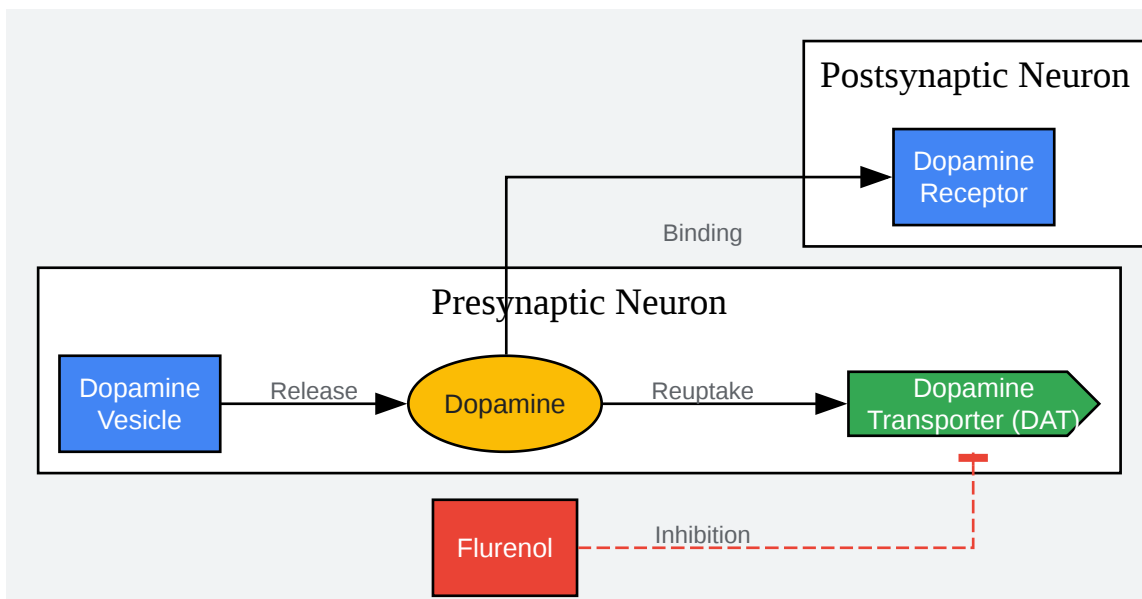 Postsynaptic Neuron
Dopamine
Receptor
Binding
Presynaptic Neuron
Dopamine
Vesicle
Release
Dopamine
Reuptake
Dopamine
Transporter (DAT)
Flurenol
Inhibition